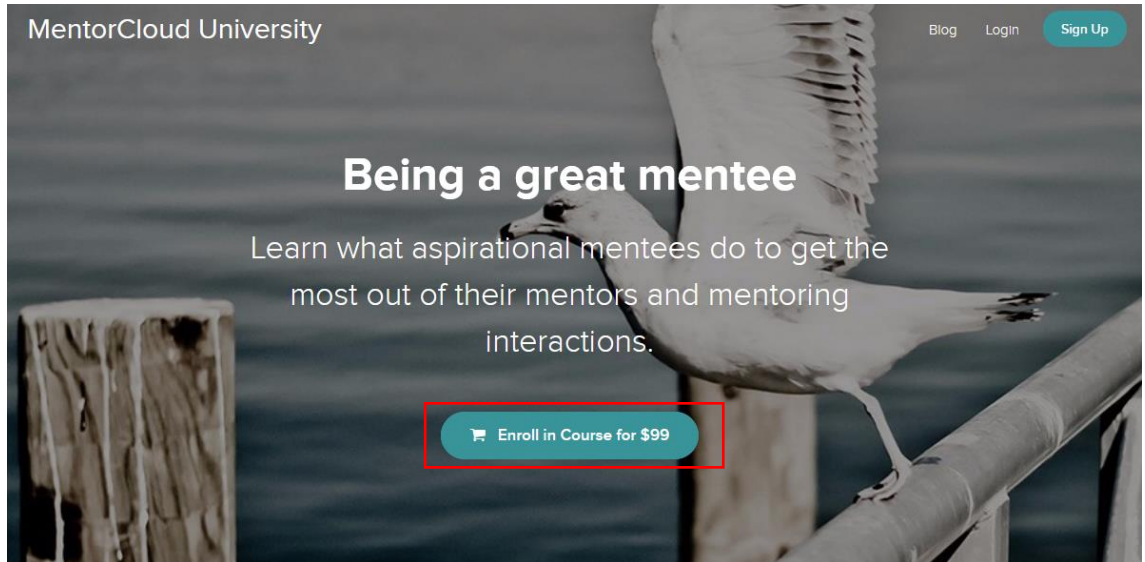 MentorCloud University
Blog
Login
Sign Up
Being a great mentee
Learn what aspirational mentees do to get the
most out of their mentors and mentoring
interactions.
Enroll in Course for $99